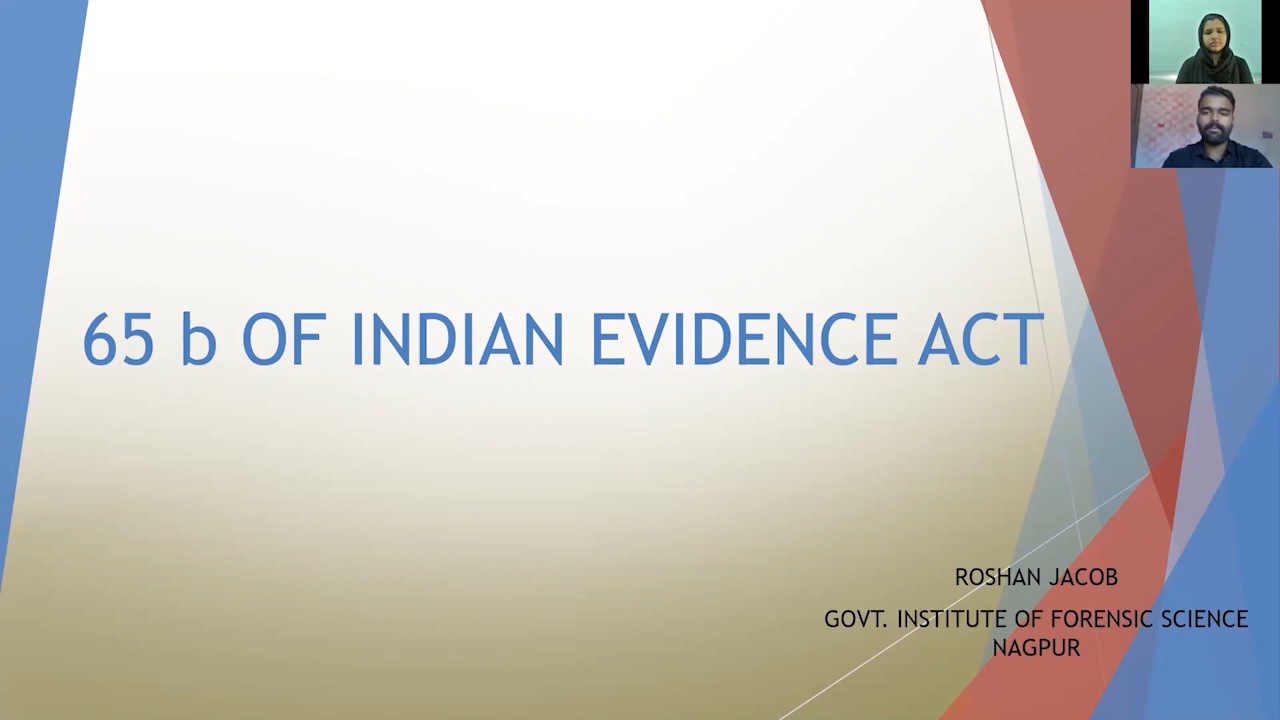 65 b OF INDIAN EVIDENCE ACT
ROSHAN JACOB
GOVT. INSTITUTE OF FORENSIC SCIENCE
NAGPUR